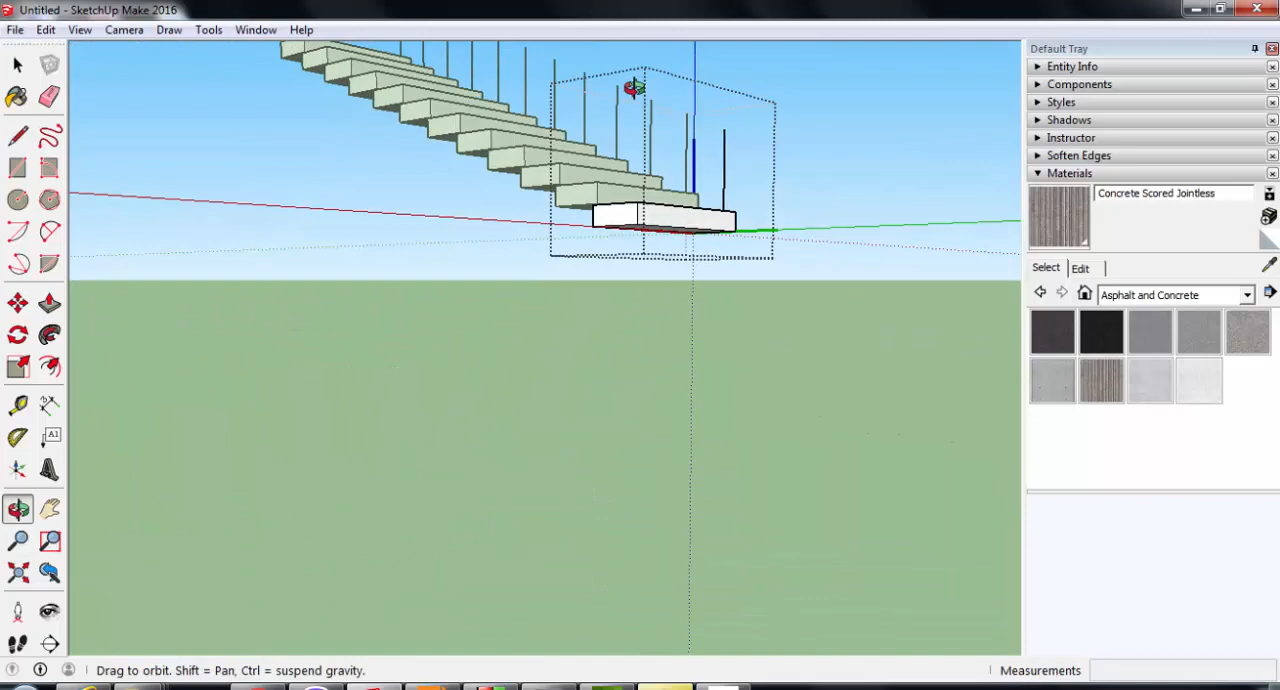 Untitled - SketchUp Make 2016
File Edit View Camera Draw Tools Window Help
Default Tray
Entity Info
Components
Styles
Shadows
Instructor
Soften Edges
Materials
Concrete Scored Jointless
Select Edit
Asphalt and Concrete
A1
Drag to orbit. Shift = Pan, Ctrl = suspend gravity.
Measurements